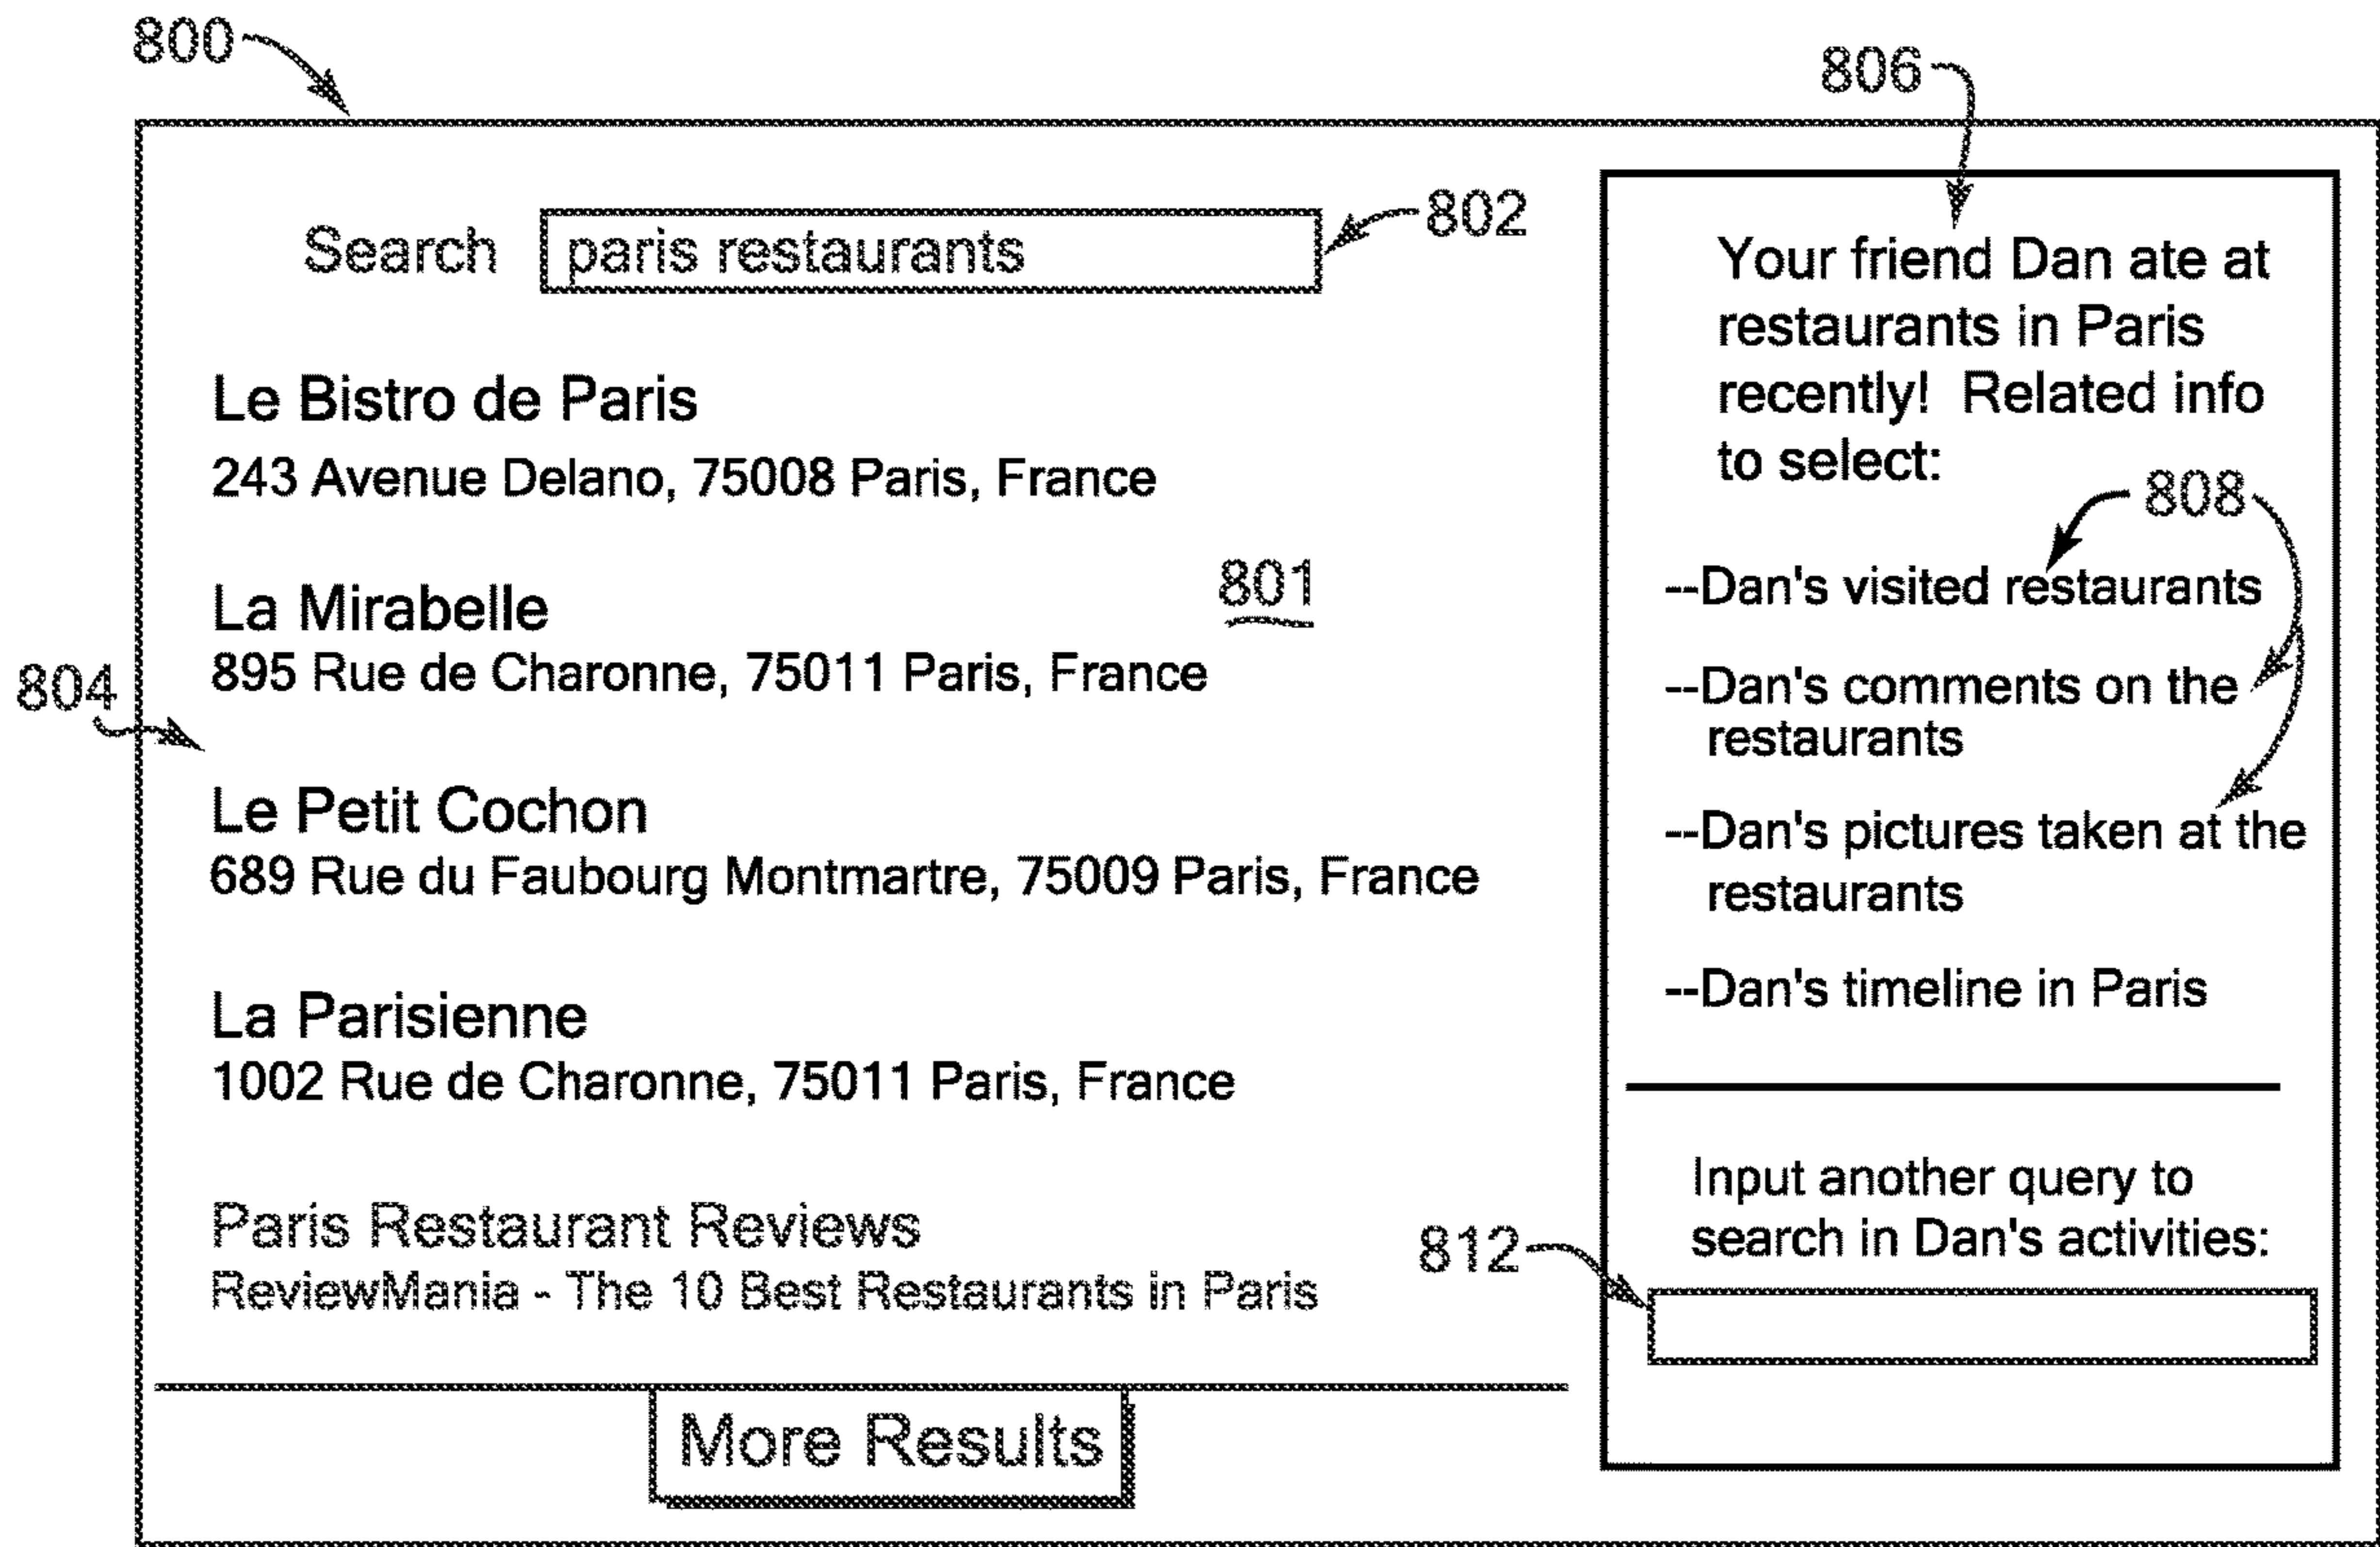 800
806
Search paris restaurants 802
Your friend Dan ate at
restaurants in Paris
recently! Related info
to select:
808
Le Bistro de Paris
243 Avenue Delano, 75008 Paris, France
801
La Mirabelle
895 Rue de Charonne, 75011 Paris, France
804
Le Petit Cochon
689 Rue du Faubourg Montmartre, 75009 Paris, France
La Parisienne
1002 Rue de Charonne, 75011 Paris, France
Paris Restaurant Reviews
ReviewMania - The 10 Best Restaurants in Paris
More Results
--Dan's visited restaurants
--Dan's comments on the
restaurants
--Dan's pictures taken at the
restaurants
--Dan's timeline in Paris
Input another query to
search in Dan's activities:
812